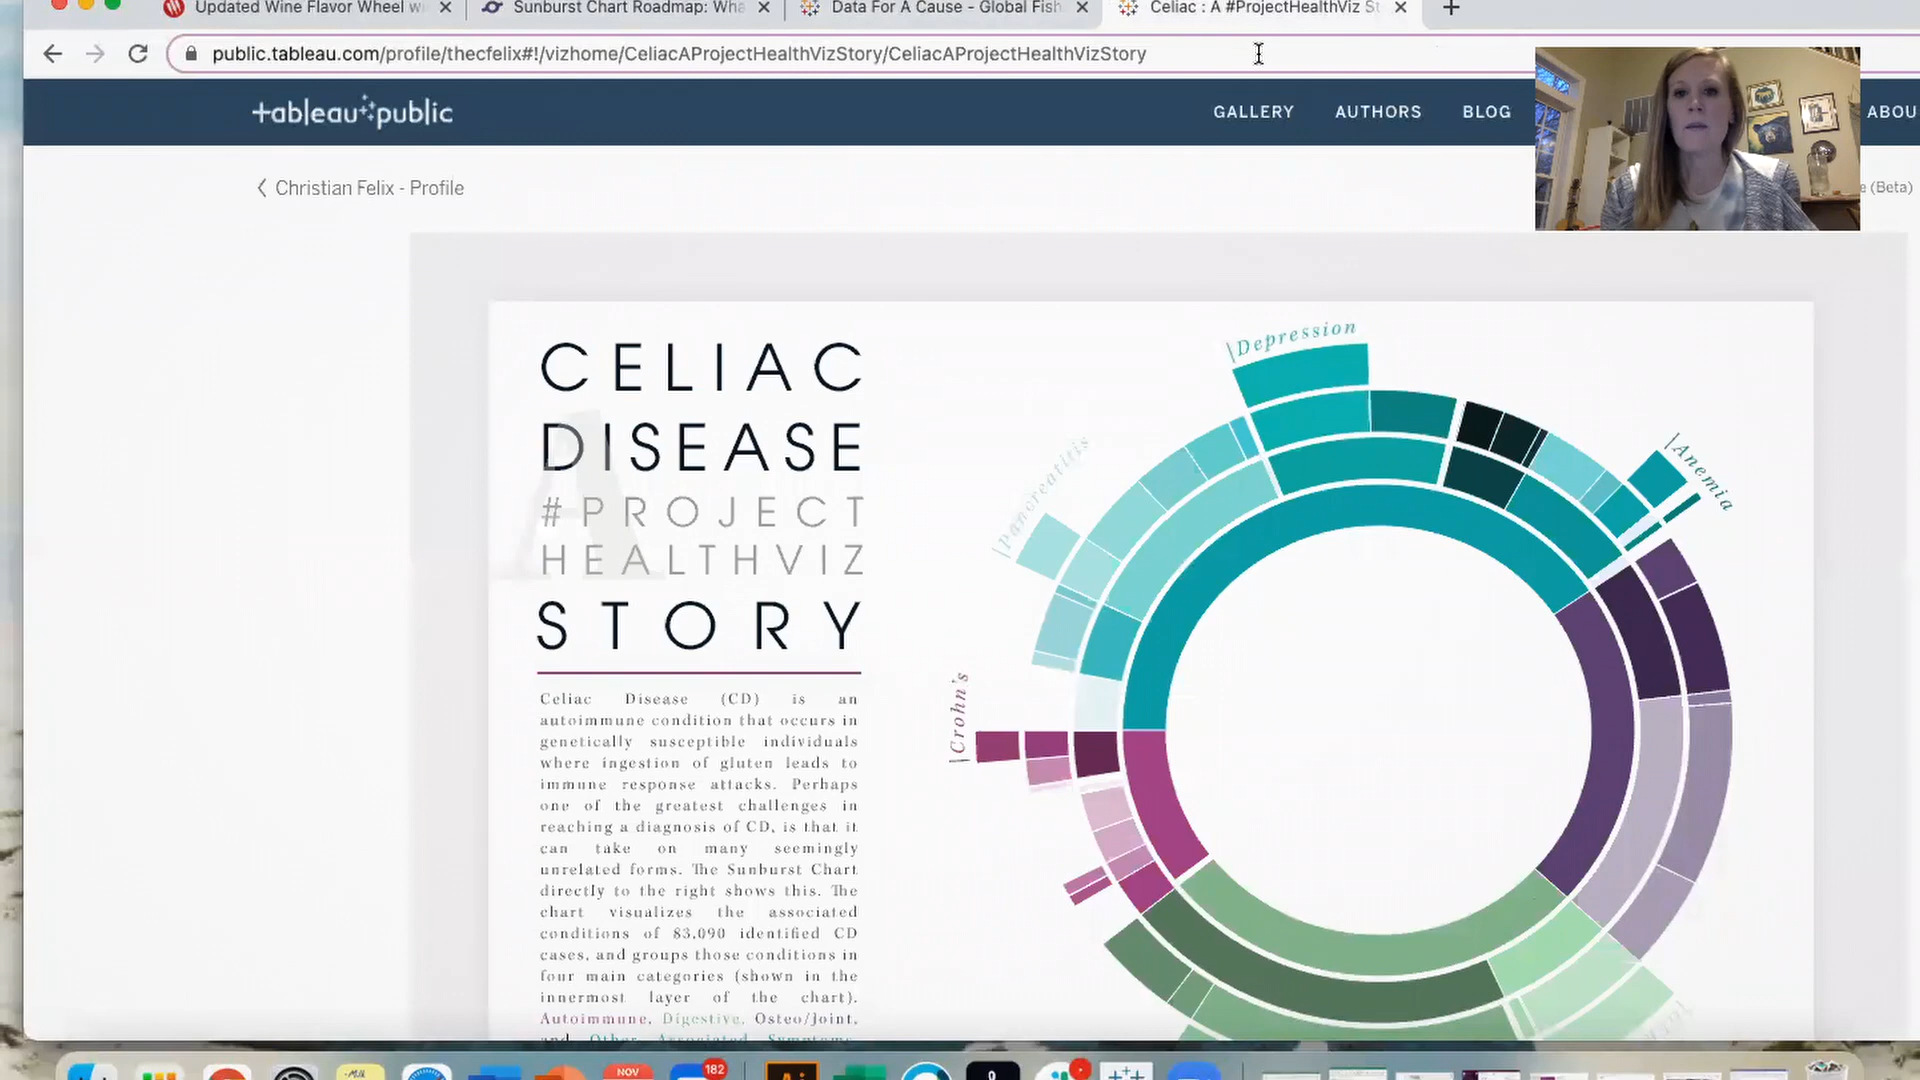 Updated Wine Flavor Wheel w
Sunburst Chart Roadmap: Wha
Data For A Cause - Global Fish
Celiac : A #ProjectHealthViz St
public.tableau.com/profile/thecfelix#!/vizhome/CeliacAProjectHealthVizStory/CeliacAProjectHealthVizStory
+ableau public
GALLERY
AUTHORS
BLOG
ABOU
Christian Felix - Profile
e (Beta)
CELIAC
DISEASE
#PROJECT
HEALTHVIZ
STORY
Celiac Disease (CD) is an
autoimmune condition that occurs in
genetically susceptible individuals
where ingestion of gluten leads to
immune response attacks. Perhaps
one of the greatest challenges in
reaching a diagnosis of CD, is that it
can take on many seemingly
unrelated forms. The Sunburst Chart
directly to the right shows this. The
chart visualizes the associated
conditions of 83,090 identified CD
cases, and groups those conditions in
four main categories (shown in the
innermost layer of the chart).
Autoimmune, Digestive, Osteo/Joint,
and Other Associated Symptoms
|Depression
|Anemia
|Pancreatitis
|Crohn's
NOV
182
Ai